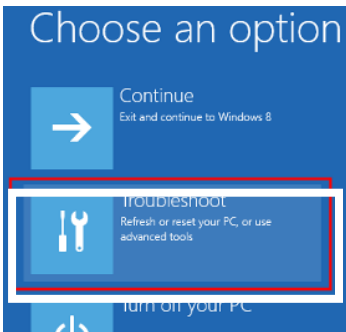 Choose an option
Continue
Exit and continue to Windows 8
Troubleshoot
Refresh or reset your PC, or use
advanced tools
Turn off your PC